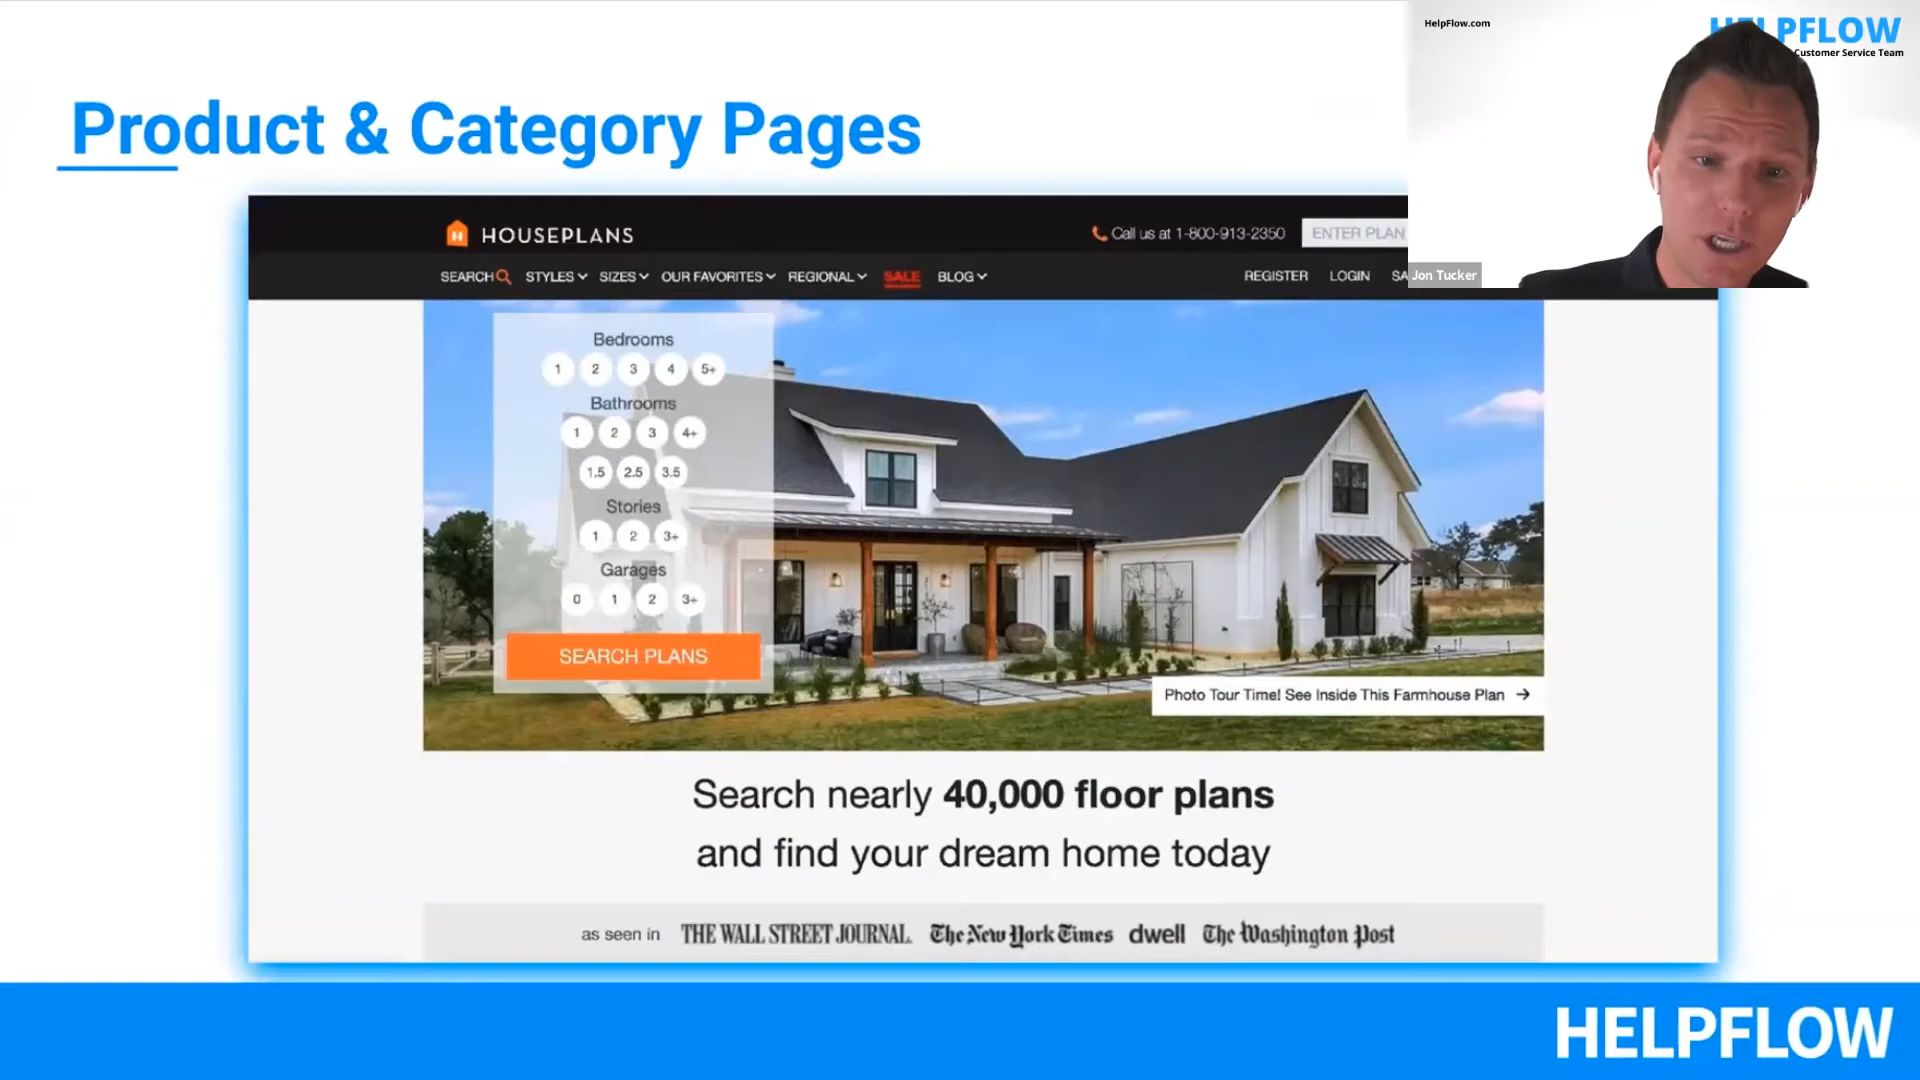 HelpFlow.com
HELPFLOW
Customer Service Team
Product & Category Pages
HOUSEPLANS
Call us at 1-800-913-2350
ENTER PLAN
SEARCH STYLES SIZES OUR FAVORITES REGIONAL SALE BLOG
REGISTER LOGIN SA
Jon Tucker
Bedrooms
1 2 3 4 5+
Bathrooms
1 2 3 4+
1.5 2.5 3.5
Stories
1 2 3+
Garages
0 1 2 3+
SEARCH PLANS
Photo Tour Time! See Inside This Farmhouse Plan →
Search nearly 40,000 floor plans
and find your dream home today
as seen in THE WALL STREET JOURNAL. The New York Times dwell The Washington Post
HELPFLOW